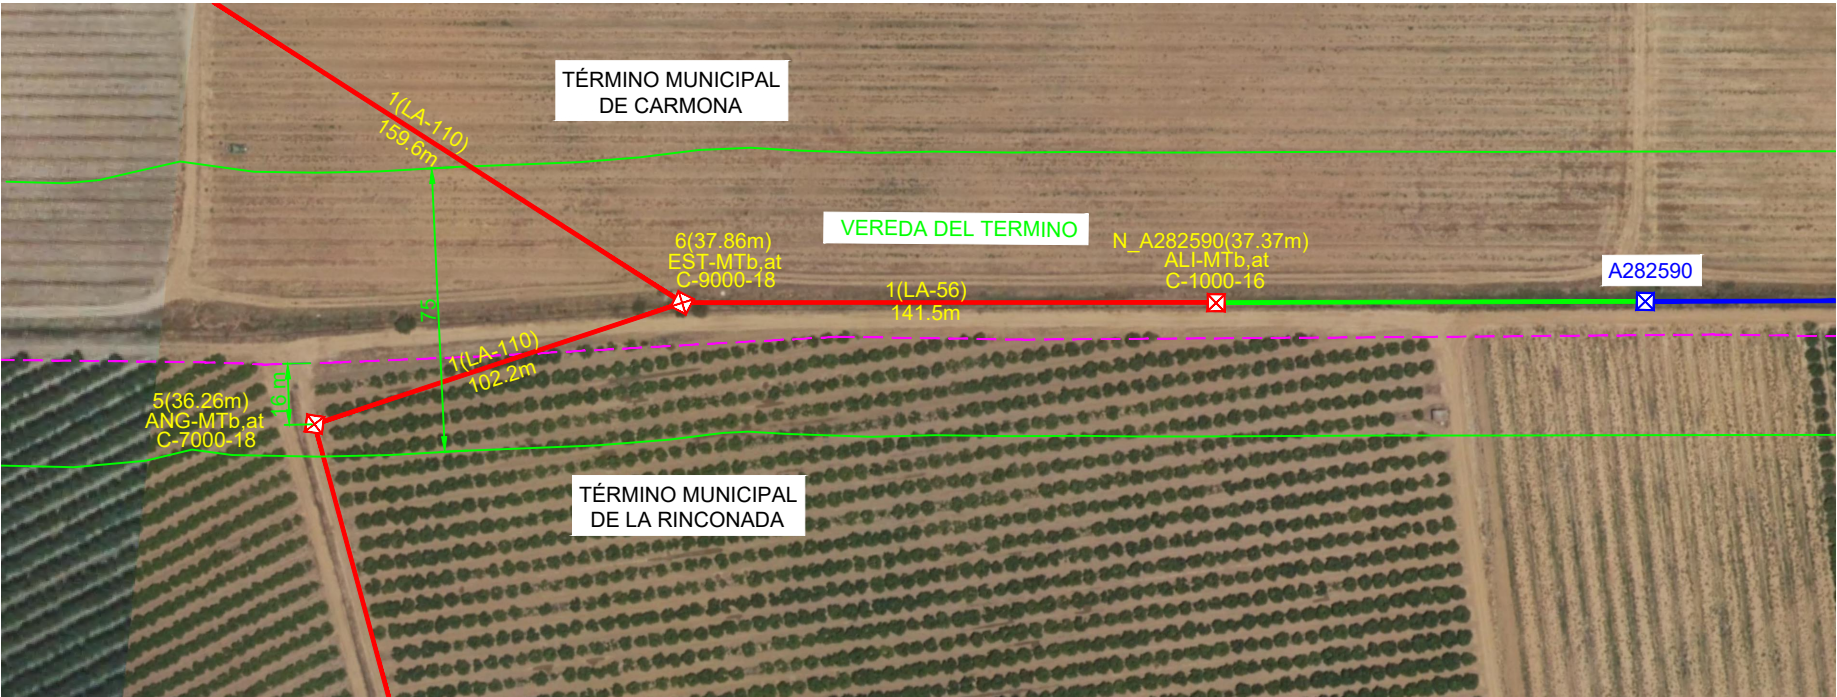 TÉRMINO MUNICIPAL
DE CARMONA
1(LA-110)
159.6m
VEREDA DEL TERMINO
6(37.86m)
EST-MTb,at
C-9000-18
N_A282590(37.37m)
ALI-MTb,at
C-1000-16
A282590
1(LA-56)
141.5m
75
1(LA-110)
102.2m
16 m
5(36.26m)
ANG-MTb,at
C-7000-18
TÉRMINO MUNICIPAL
DE LA RINCONADA